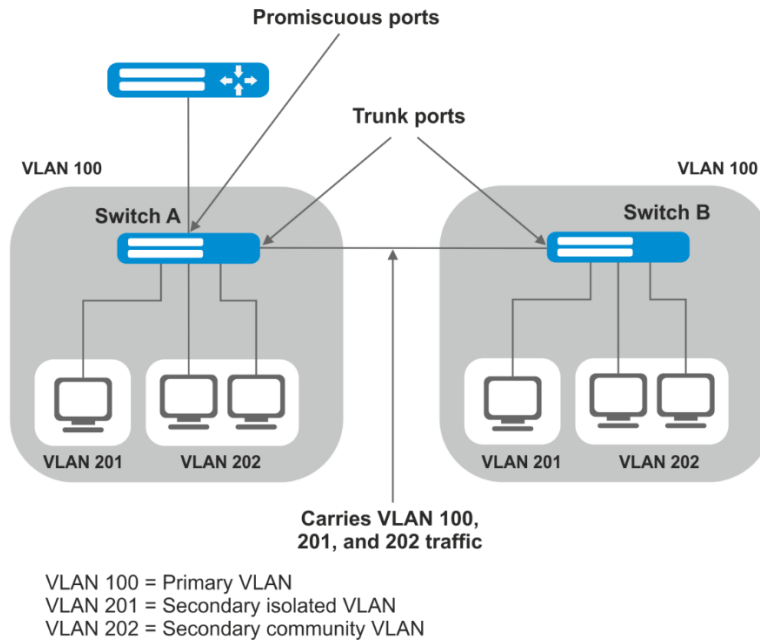 Promiscuous ports
Trunk ports
VLAN 100
VLAN 100
Switch A
Switch B
VLAN 201
VLAN 202
VLAN 201
VLAN 202
Carries VLAN 100,
201, and 202 traffic
VLAN 100 = Primary VLAN
VLAN 201 = Secondary isolated VLAN
VLAN 202 = Secondary community VLAN